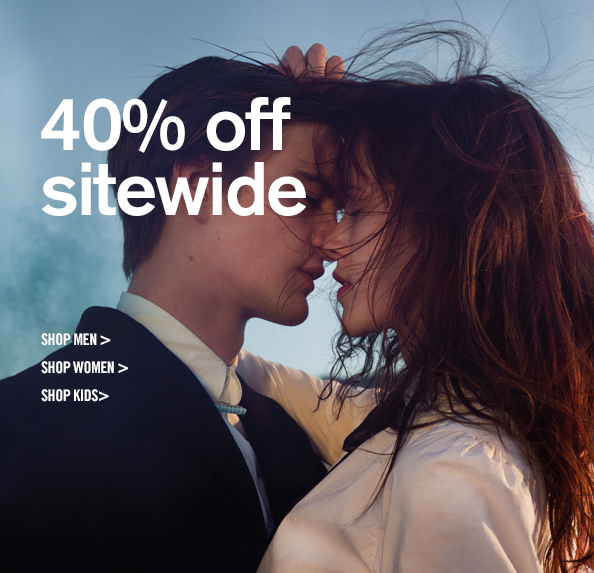 40% off
sitewide
SHOP MEN >
SHOP WOMEN >
SHOP KIDS>